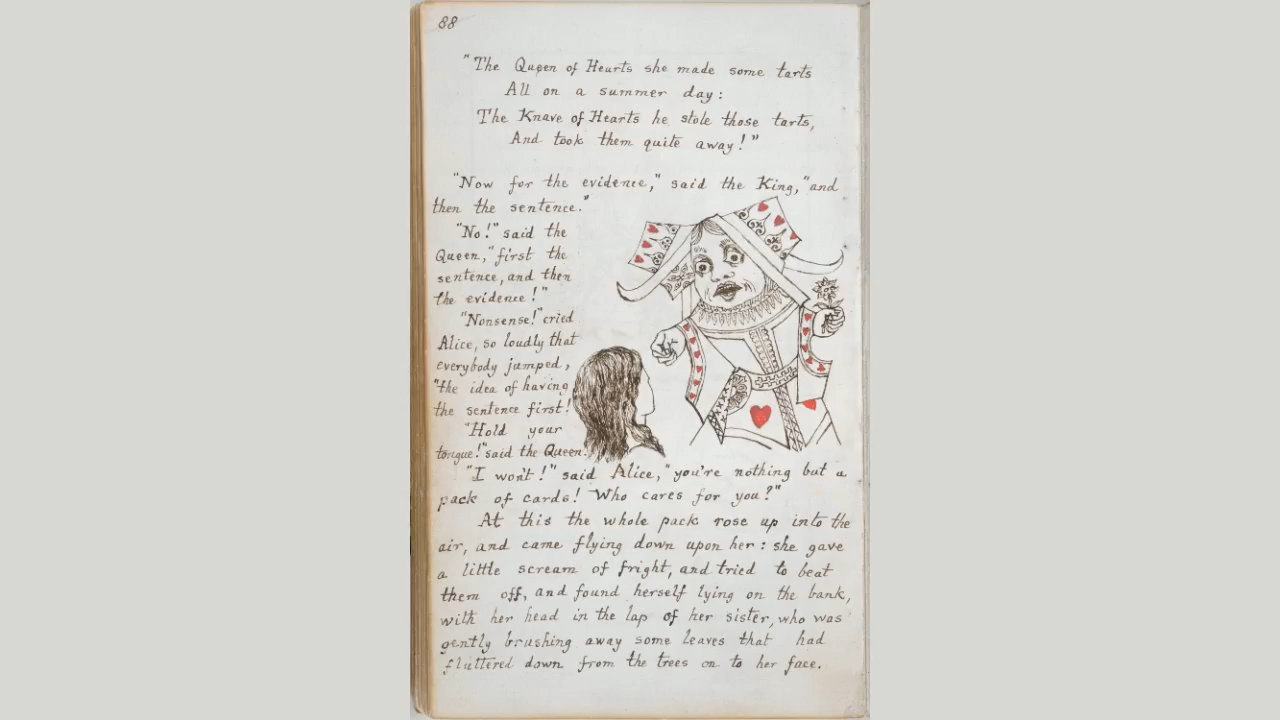 88
"The Queen of Hearts she made some tarts
All on a summer day:
The Knave of Hearts he stole those tarts,
And took them quite away!"
"Now for the evidence," said the King, "and
then the sentence."
"No!" said the
Queen, "first the
sentence, and then
the evidence!"
"Nonsense!" cried
Alice, so loudly that
everybody jumped,
"the idea of having
the sentence first!
"Hold your
tongue!" said the Queen.
"I won't!" said Alice, "you're nothing but a
pack of cards! Who cares for you?"
At this the whole pack rose up into the
air, and came flying down upon her: she gave
a little scream of fright, and tried to beat
them off, and found herself lying on the bank,
with her head in the lap of her sister, who was
gently brushing away some leaves that had
fluttered down from the trees on to her face.